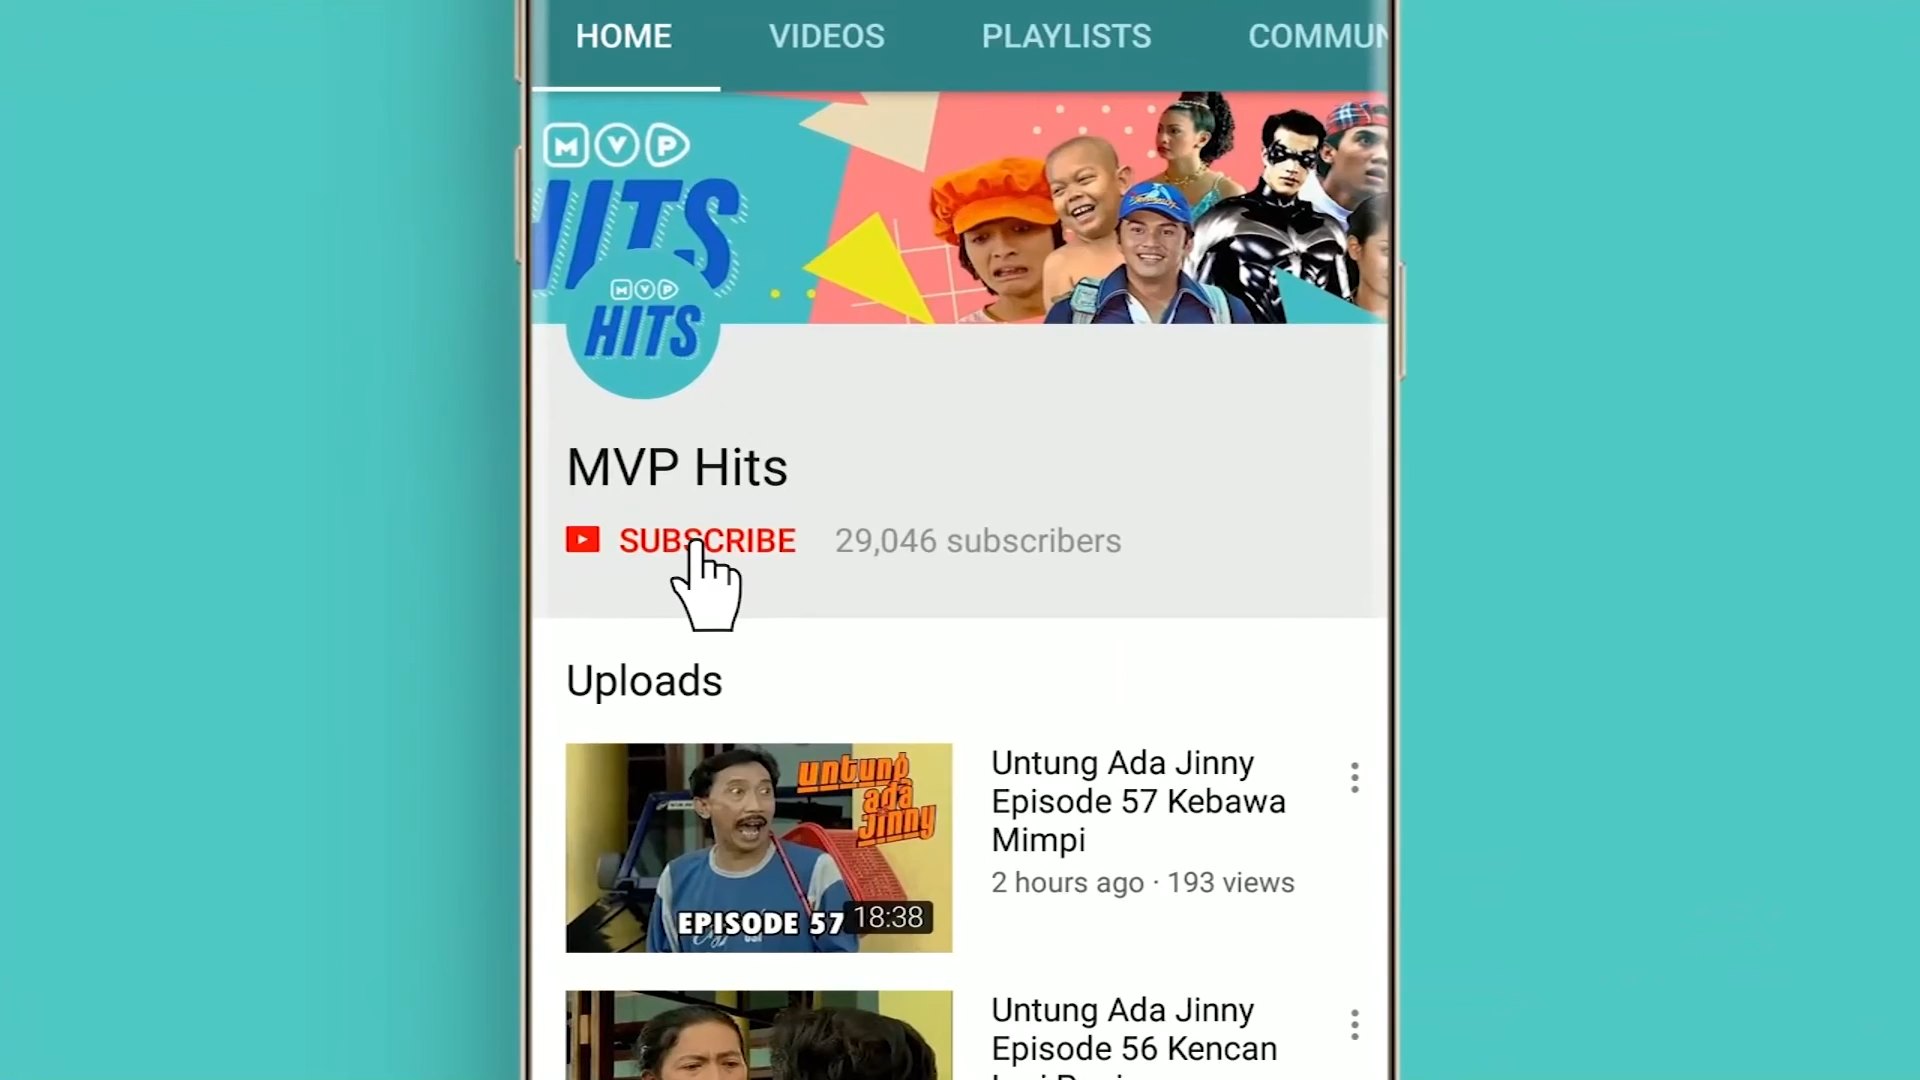 HOME VIDEOS PLAYLISTS COMMUN
MVP
HITS
MVP
HITS
MVP Hits
SUBSCRIBE 29,046 subscribers
Uploads
untung
ada
jinny
EPISODE 57 18:38
Untung Ada Jinny
Episode 57 Kebawa
Mimpi
2 hours ago · 193 views
Untung Ada Jinny
Episode 56 Kencan